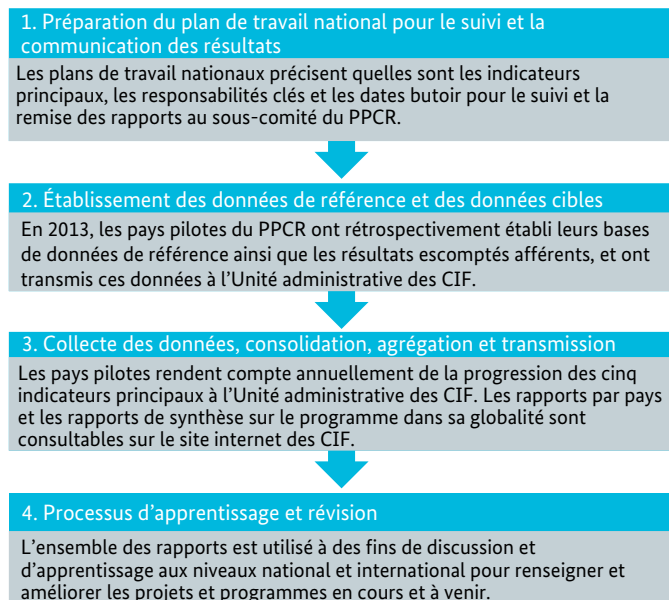 1. Préparation du plan de travail national pour le suivi et la
communication des résultats
Les plans de travail nationaux précisent quelles sont les indicateurs
principaux, les responsabilités clés et les dates butoir pour le suivi et la
remise des rapports au sous-comité du PPCR.
2. Établissement des données de référence et des données cibles
En 2013, les pays pilotes du PPCR ont rétrospectivement établi leurs bases
de données de référence ainsi que les résultats escomptés afférents, et ont
transmis ces données à l’Unité administrative des CIF.
3. Collecte des données, consolidation, agrégation et transmission
Les pays pilotes rendent compte annuellement de la progression des cinq
indicateurs principaux à l’Unité administrative des CIF. Les rapports par pays
et les rapports de synthèse sur le programme dans sa globalité sont
consultables sur le site internet des CIF.
4. Processus d’apprentissage et révision
L’ensemble des rapports est utilisé à des fins de discussion et
d’apprentissage aux niveaux national et international pour renseigner et
améliorer les projets et programmes en cours et à venir.